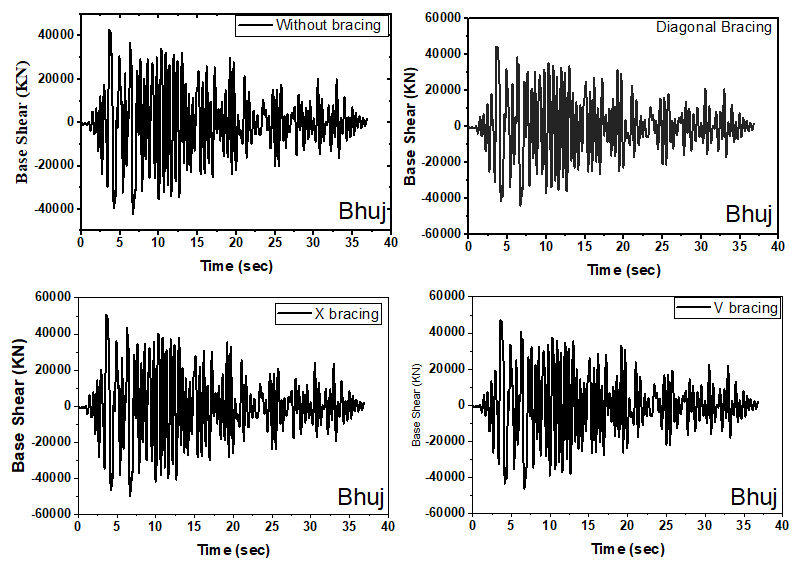 Without bracing
Base Shear (KN)
40000
20000
0
-20000
-40000
Bhuj
0 5 10 15 20 25 30 35 40
Time (sec)
Diagonal Bracing
Base Shear (KN)
60000
40000
20000
0
-20000
-40000
-60000
Bhuj
0 5 10 15 20 25 30 35 40
Time (sec)
X bracing
Base Shear (KN)
60000
40000
20000
0
-20000
-40000
-60000
Bhuj
0 5 10 15 20 25 30 35 40
Time (sec)
V bracing
Base Shear (KN)
60000
40000
20000
0
-20000
-40000
-60000
Bhuj
0 5 10 15 20 25 30 35 40
Time (sec)